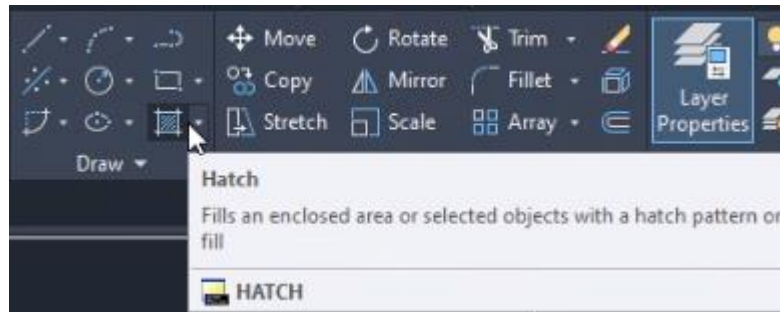 Move Rotate Trim
Copy Mirror Fillet
Stretch Scale Array
Layer
Properties
Draw
Hatch
Fills an enclosed area or selected objects with a hatch pattern or
fill
HATCH